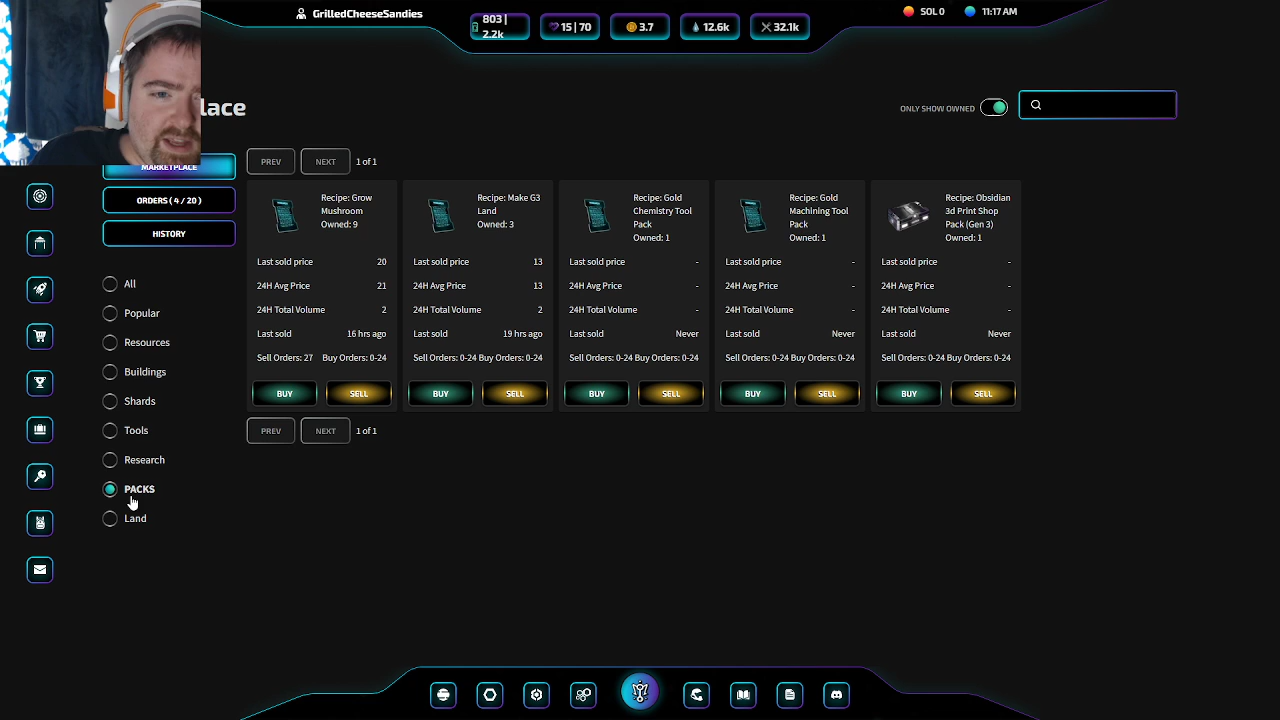 GrilledCheeseSandies
803 |
2.2k
15 | 70
3.7
12.6k
32.1k
SOL 0
11:17 AM
lace
ONLY SHOW OWNED
MARKETPLACE
ORDERS ( 4 / 20 )
HISTORY
All
Popular
Resources
Buildings
Shards
Tools
Research
PACKS
Land
PREV
NEXT
1 of 1
Recipe: Grow
Mushroom
Owned: 9
Last sold price 20
24H Avg Price 21
24H Total Volume 2
Last sold 16 hrs ago
Sell Orders: 27 Buy Orders: 0-24
BUY
SELL
Recipe: Make G3
Land
Owned: 3
Last sold price 13
24H Avg Price 13
24H Total Volume 2
Last sold 19 hrs ago
Sell Orders: 0-24 Buy Orders: 0-24
BUY
SELL
Recipe: Gold
Chemistry Tool
Pack
Owned: 1
Last sold price -
24H Avg Price -
24H Total Volume -
Last sold Never
Sell Orders: 0-24 Buy Orders: 0-24
BUY
SELL
Recipe: Gold
Machining Tool
Pack
Owned: 1
Last sold price -
24H Avg Price -
24H Total Volume -
Last sold Never
Sell Orders: 0-24 Buy Orders: 0-24
BUY
SELL
Recipe: Obsidian
3d Print Shop
Pack (Gen 3)
Owned: 1
Last sold price -
24H Avg Price -
24H Total Volume -
Last sold Never
Sell Orders: 0-24 Buy Orders: 0-24
BUY
SELL
PREV
NEXT
1 of 1